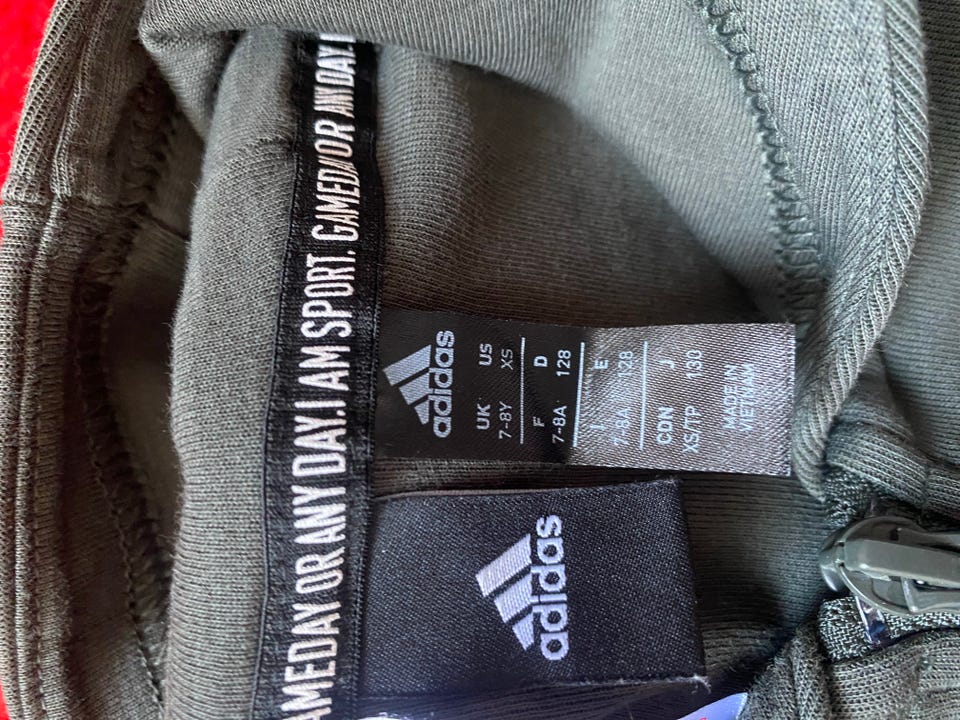 AMEDAY OR ANY DAY. I AM SPORT. GAMEDAY OR ANY DAY. I
adidas
UK US
7-8Y XS
F D
7-8A 128
I E
7-8A 128
CDN J
XS/TP 130
MADE IN
VIETNAM
adidas